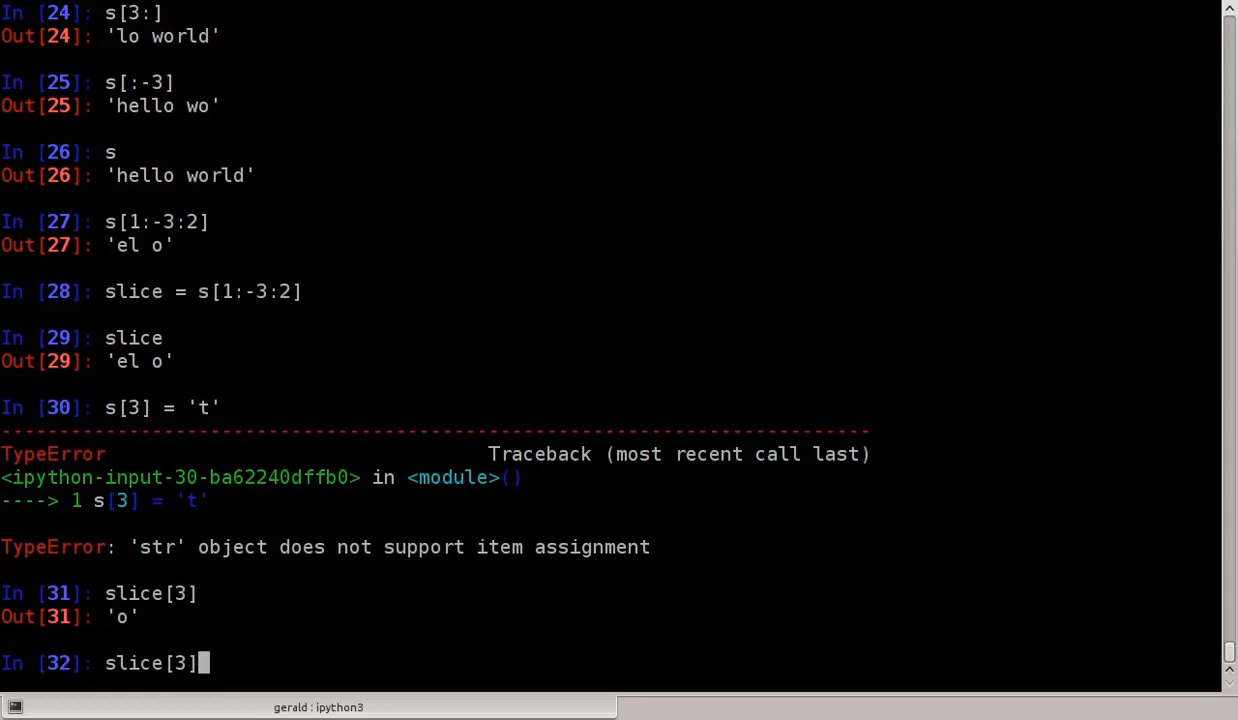 In [24]: s[3:]
Out[24]: 'lo world'
In [25]: s[:-3]
Out[25]: 'hello wo'
In [26]: s
Out[26]: 'hello world'
In [27]: s[1:-3:2]
Out[27]: 'el o'
In [28]: slice = s[1:-3:2]
In [29]: slice
Out[29]: 'el o'
In [30]: s[3] = 't'
---------------------------------------------------------------------------
TypeError                                 Traceback (most recent call last)
<ipython-input-30-ba62240dffb0> in <module>()
----> 1 s[3] = 't'
TypeError: 'str' object does not support item assignment
In [31]: slice[3]
Out[31]: 'o'
In [32]: slice[3]
gerald : ipython3